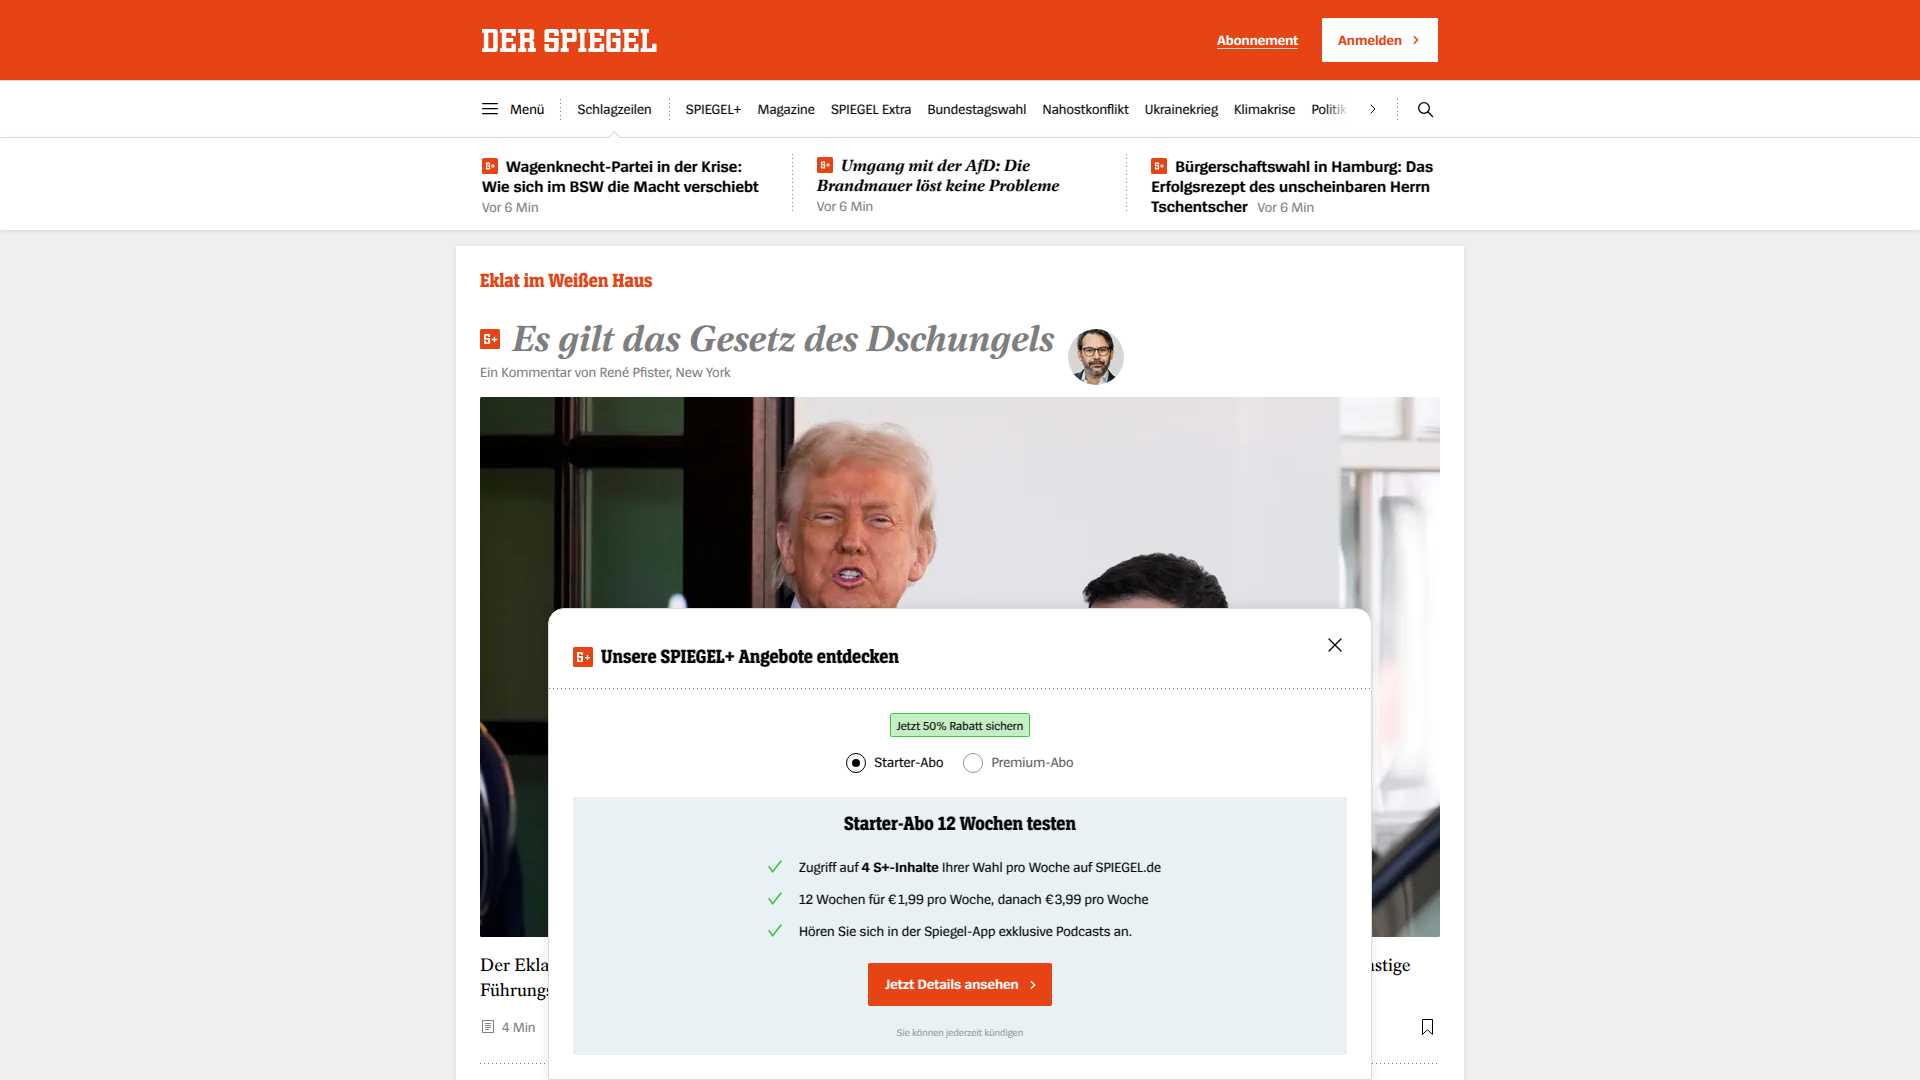 DER SPIEGEL
Abonnement
Anmelden
Menü
Schlagzeilen
SPIEGEL+
Magazine
SPIEGEL Extra
Bundestagswahl
Nahostkonflikt
Ukrainekrieg
Klimakrise
Politik
S+ Wagenknecht-Partei in der Krise:
Wie sich im BSW die Macht verschiebt
Vor 6 Min
S+ Umgang mit der AfD: Die
Brandmauer löst keine Probleme
Vor 6 Min
S+ Bürgerschaftswahl in Hamburg: Das
Erfolgsrezept des unscheinbaren Herrn
Tschentscher Vor 6 Min
Eklat im Weißen Haus
S+ Es gilt das Gesetz des Dschungels
Ein Kommentar von René Pfister, New York
S+ Unsere SPIEGEL+ Angebote entdecken
Jetzt 50% Rabatt sichern
Starter-Abo
Premium-Abo
Starter-Abo 12 Wochen testen
Zugriff auf 4 S+-Inhalte Ihrer Wahl pro Woche auf SPIEGEL.de
12 Wochen für €1,99 pro Woche, danach €3,99 pro Woche
Hören Sie sich in der Spiegel-App exklusive Podcasts an.
Jetzt Details ansehen
Sie können jederzeit kündigen
Der
4 Min